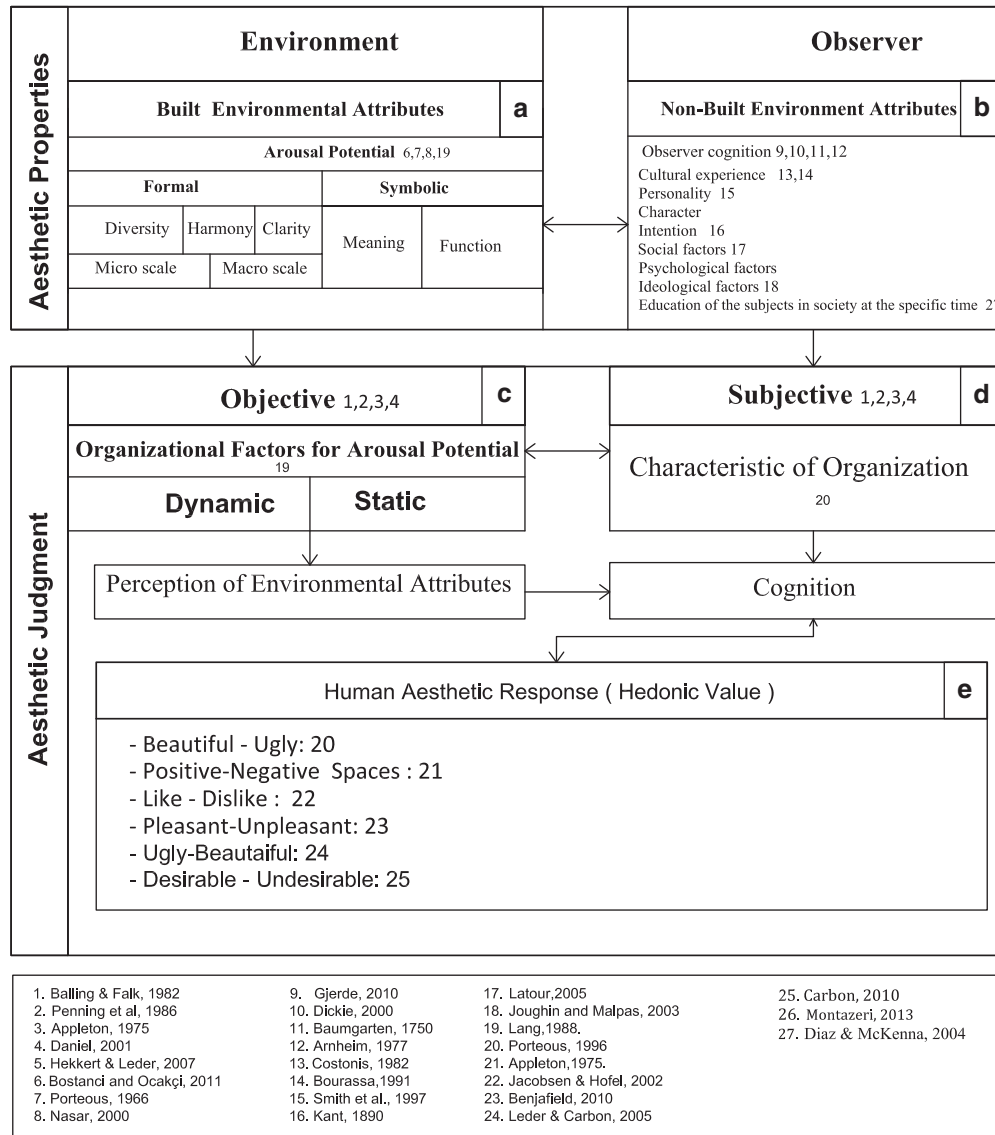 Aesthetic Properties
Environment
Observer
Built Environmental Attributes
a
Non-Built Environment Attributes
b
Arousal Potential 6,7,8,19
Formal
Symbolic
Diversity
Harmony
Clarity
Meaning
Function
Micro scale
Macro scale
Observer cognition 9,10,11,12
Cultural experience 13,14
Personality 15
Character
Intention 16
Social factors 17
Psychological factors
Ideological factors 18
Education of the subjects in society at the specific time 27
Aesthetic Judgment
Objective 1,2,3,4
c
Subjective 1,2,3,4
d
Organizational Factors for Arousal Potential
19
Dynamic
Static
Characteristic of Organization
20
Perception of Environmental Attributes
Cognition
Human Aesthetic Response ( Hedonic Value )
e
- Beautiful - Ugly: 20
- Positive-Negative Spaces : 21
- Like - Dislike : 22
- Pleasant-Unpleasant: 23
- Ugly-Beautaiful: 24
- Desirable - Undesirable: 25
1. Balling & Falk, 1982
2. Penning et al, 1986
3. Appleton, 1975
4. Daniel, 2001
5. Hekkert & Leder, 2007
6. Bostanci and Ocakçi, 2011
7. Porteous, 1966
8. Nasar, 2000
9. Gjerde, 2010
10. Dickie, 2000
11. Baumgarten, 1750
12. Arnheim, 1977
13. Costonis, 1982
14. Bourassa,1991
15. Smith et al., 1997
16. Kant, 1890
17. Latour,2005
18. Joughin and Malpas, 2003
19. Lang,1988.
20. Porteous, 1996
21. Appleton,1975.
22. Jacobsen & Hofel, 2002
23. Benjafield, 2010
24. Leder & Carbon, 2005
25. Carbon, 2010
26. Montazeri, 2013
27. Diaz & McKenna, 2004